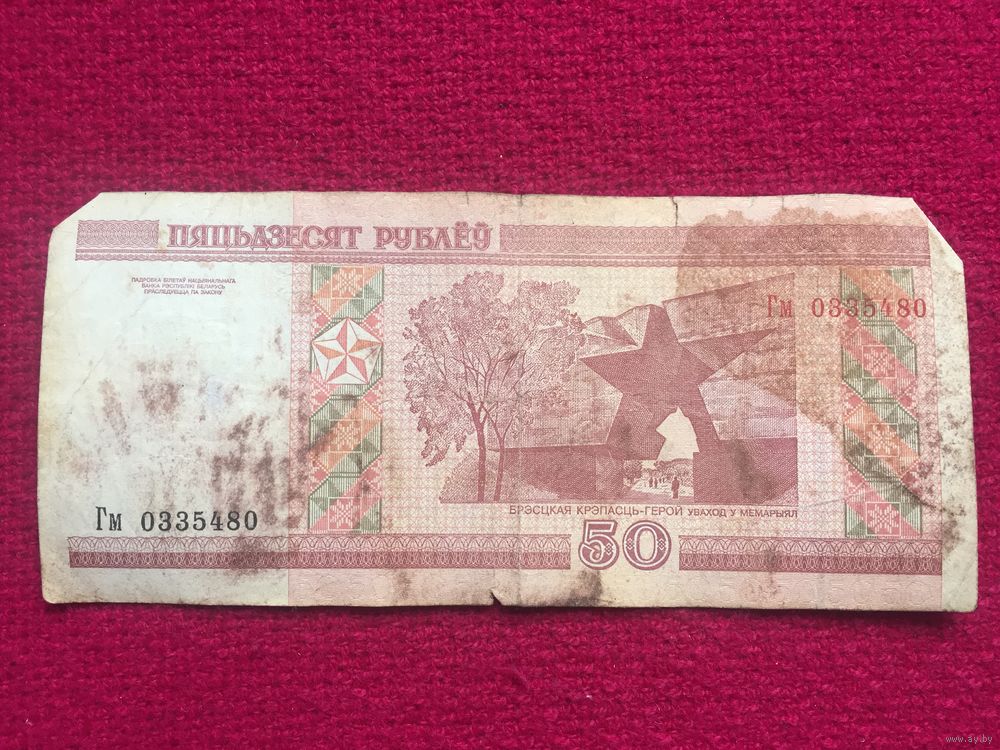 ПЯЦЬДЗЕСЯТ РУБЛЁЎ
ПАДРОБКА БІЛЕТАЎ НАЦЫЯНАЛЬНАГА
БАНКА РЭСПУБЛІКІ БЕЛАРУСЬ
ПРАСЛЕДУЕЦЦА ПА ЗАКОНУ
Гм 0335480
Гм 0335480
БРЭСЦКАЯ КРЭПАСЦЬ-ГЕРОЙ УВАХОД У МЕМАРЫЯЛ
50
www.ay.by